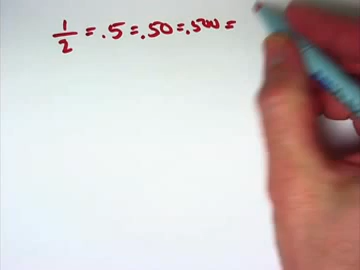 1/2 = .5 = .50 = .500 =